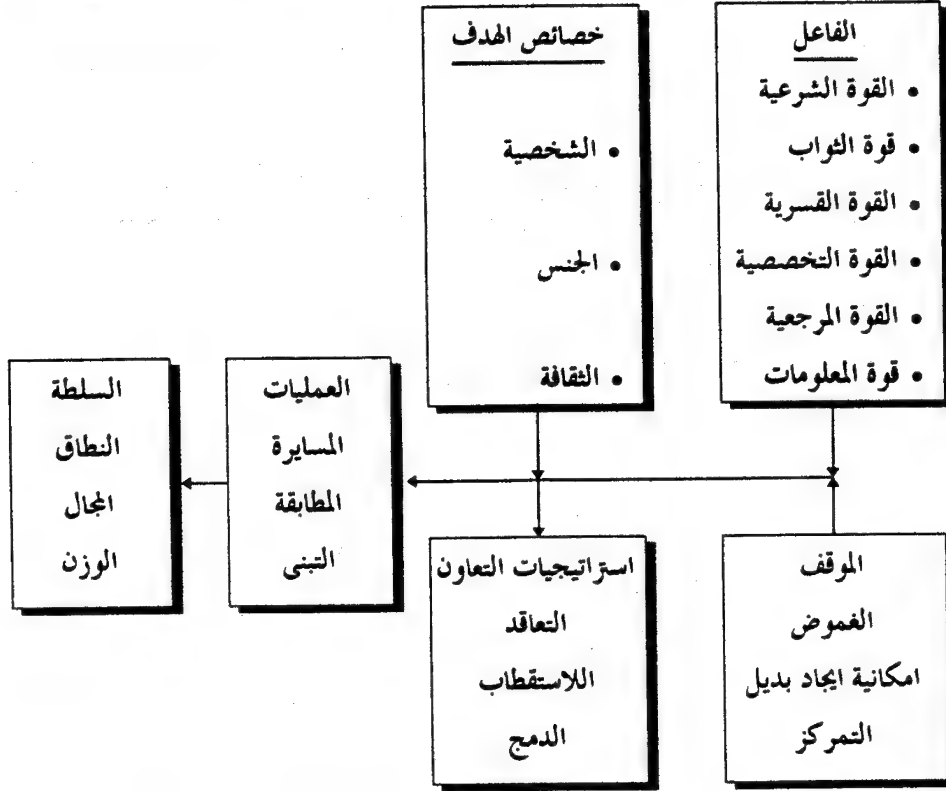 الفاعل
• القوة الشرعية
• قوة الثواب
• القوة القسرية
• القوة التخصصية
• القوة المرجعية
• قوة المعلومات
خصائص الهدف
• الشخصية
• الجنس
• الثقافة
العمليات
المسايرة
المطابقة
التبنى
السلطة
النطاق
المجال
الوزن
الموقف
الغموض
امكانية ايجاد بديل
التمركز
استراتيجيات التعاون
التعاقد
اللاستقطاب
الدمج